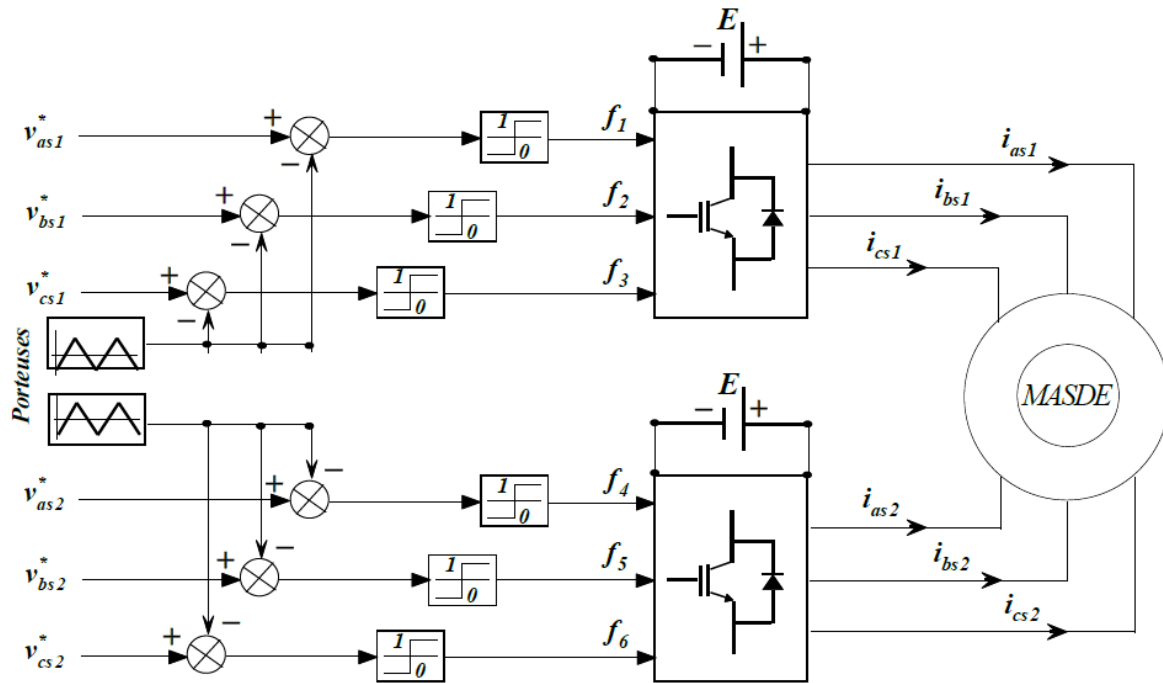 − E +
v*as1 + − 1 0 f1 ias1
v*bs1 + − 1 0 f2 ibs1
v*cs1 + − 1 0 f3 ics1
Porteuses
MASDE
− E +
v*as2 + − 1 0 f4 ias2
v*bs2 + − 1 0 f5 ibs2
v*cs2 + − 1 0 f6 ics2